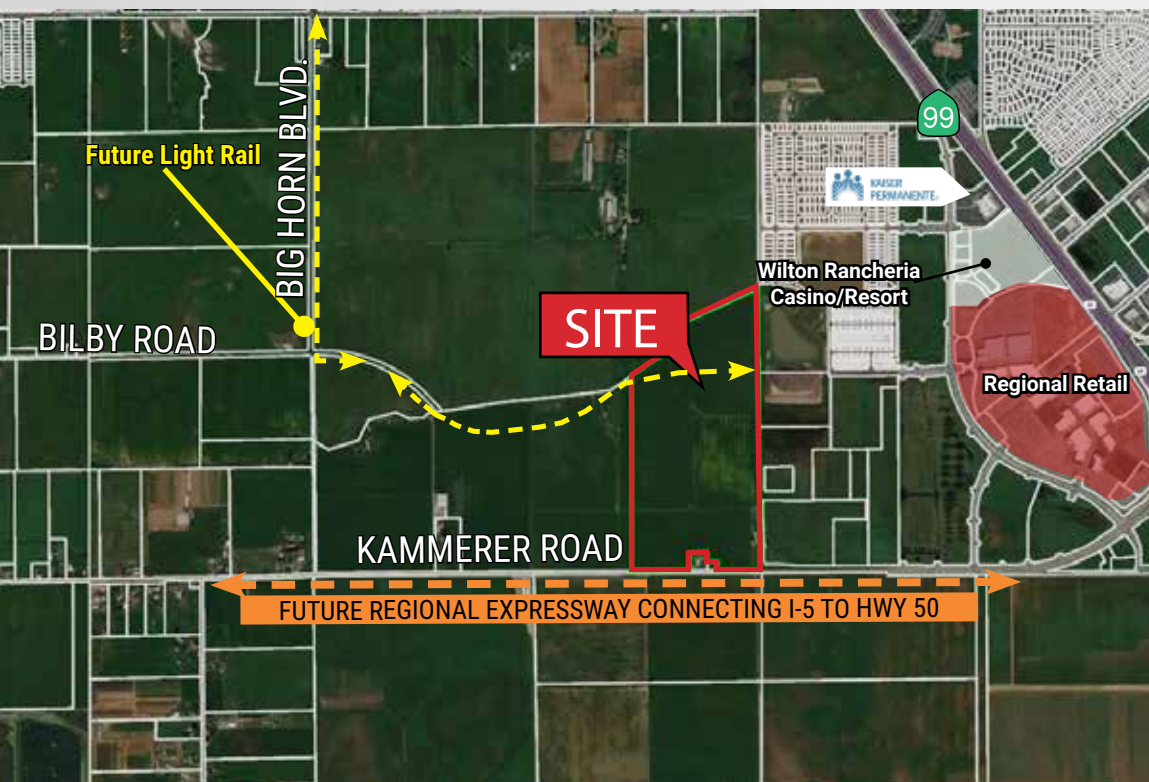 99
Future Light Rail
BIG HORN BLVD.
KAISER
PERMANENTE®
Wilton Rancheria
Casino/Resort
SITE
BILBY ROAD
Regional Retail
KAMMERER ROAD
FUTURE REGIONAL EXPRESSWAY CONNECTING I-5 TO HWY 50